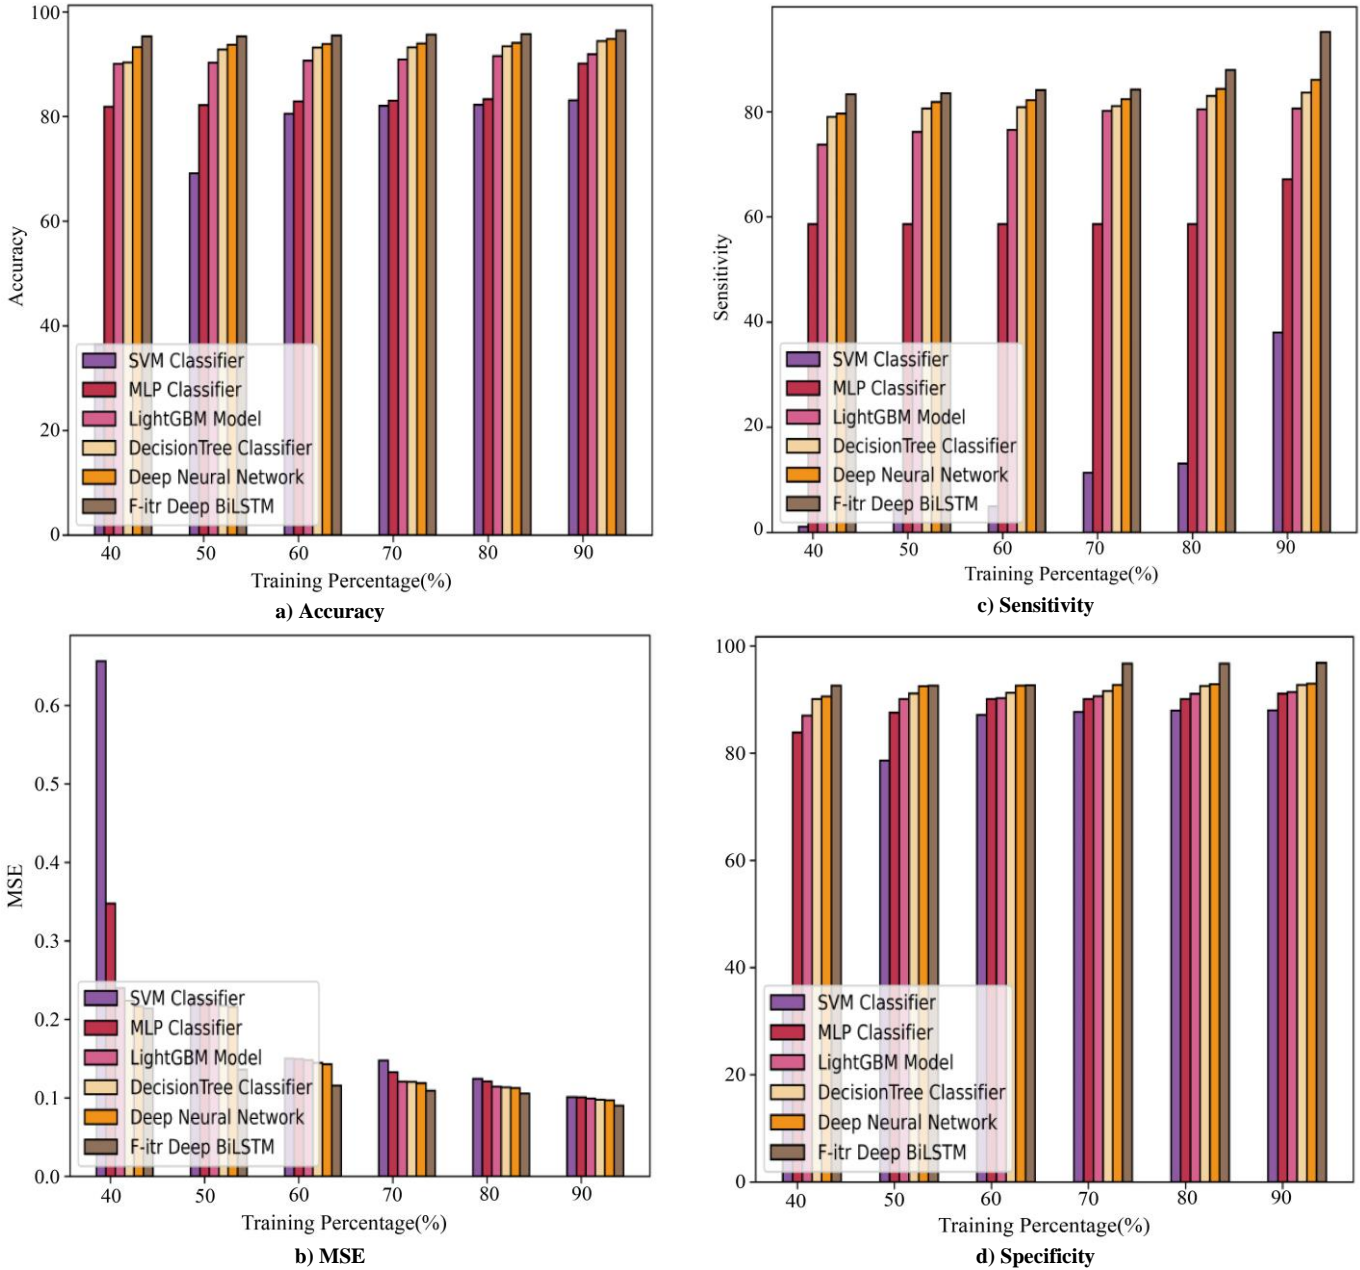 100
80
60
40
20
0
Accuracy
SVM Classifier
MLP Classifier
LightGBM Model
DecisionTree Classifier
Deep Neural Network
F-itr Deep BiLSTM
40 50 60 70 80 90
Training Percentage(%)
a) Accuracy
80
60
40
20
0
Sensitivity
SVM Classifier
MLP Classifier
LightGBM Model
DecisionTree Classifier
Deep Neural Network
F-itr Deep BiLSTM
40 50 60 70 80 90
Training Percentage(%)
c) Sensitivity
0.6
0.5
0.4
0.3
0.2
0.1
0.0
MSE
SVM Classifier
MLP Classifier
LightGBM Model
DecisionTree Classifier
Deep Neural Network
F-itr Deep BiLSTM
40 50 60 70 80 90
Training Percentage(%)
b) MSE
100
80
60
40
20
0
SVM Classifier
MLP Classifier
LightGBM Model
DecisionTree Classifier
Deep Neural Network
F-itr Deep BiLSTM
40 50 60 70 80 90
Training Percentage(%)
d) Specificity